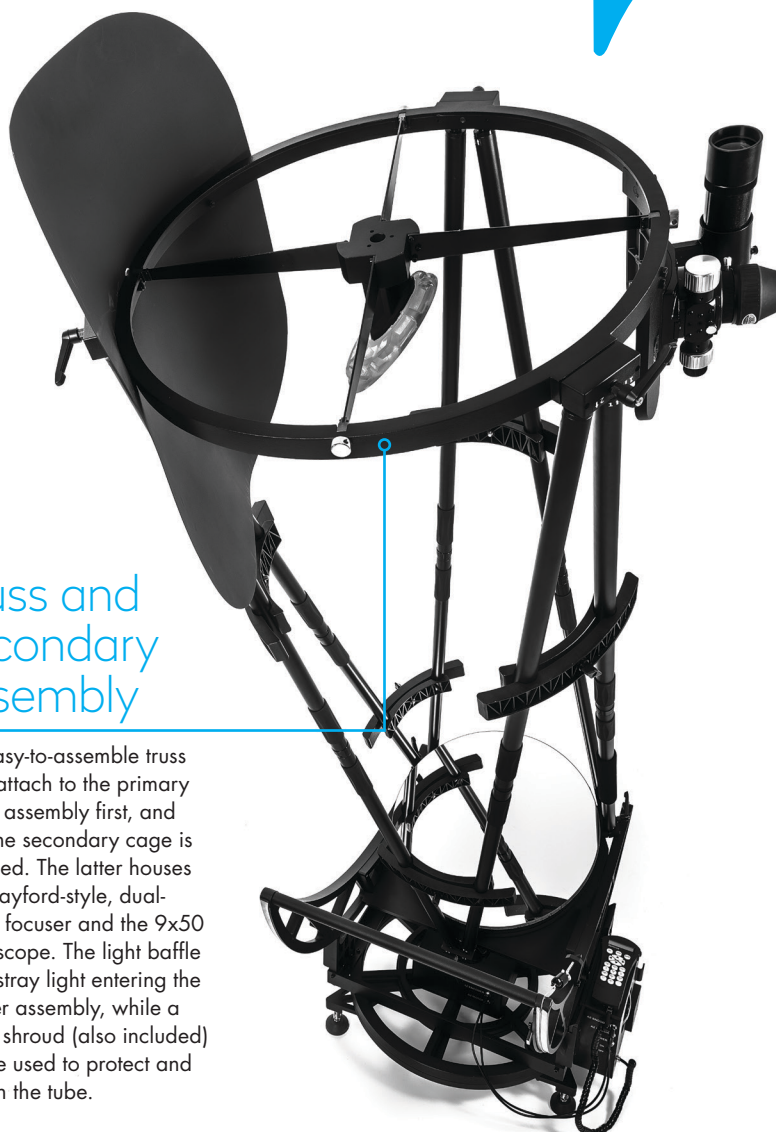 uss and
condary
sembly
asy-to-assemble truss
attach to the primary
assembly first, and
he secondary cage is
ed. The latter houses
ayford-style, dual-
focuser and the 9x50
scope. The light baffle
stray light entering the
er assembly, while a
shroud (also included)
e used to protect and
n the tube.